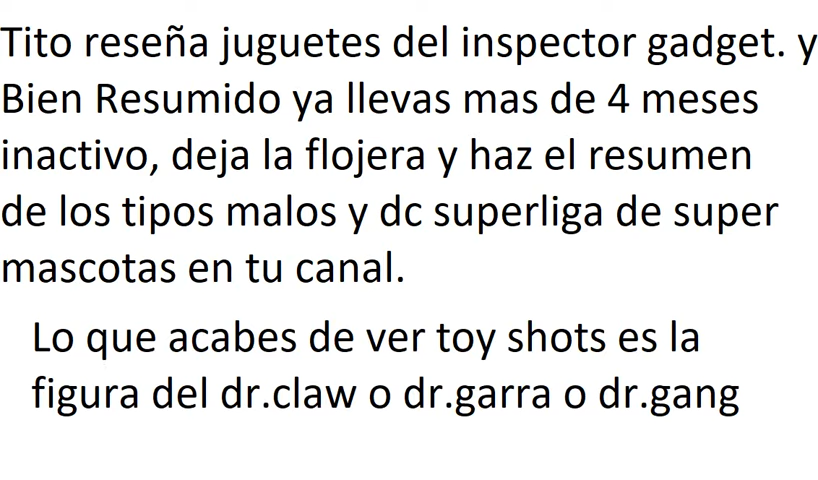 Tito reseña juguetes del inspector gadget. y
Bien Resumido ya llevas mas de 4 meses
inactivo, deja la flojera y haz el resumen
de los tipos malos y dc superliga de super
mascotas en tu canal.
Lo que acabes de ver toy shots es la
figura del dr.claw o dr.garra o dr.gang